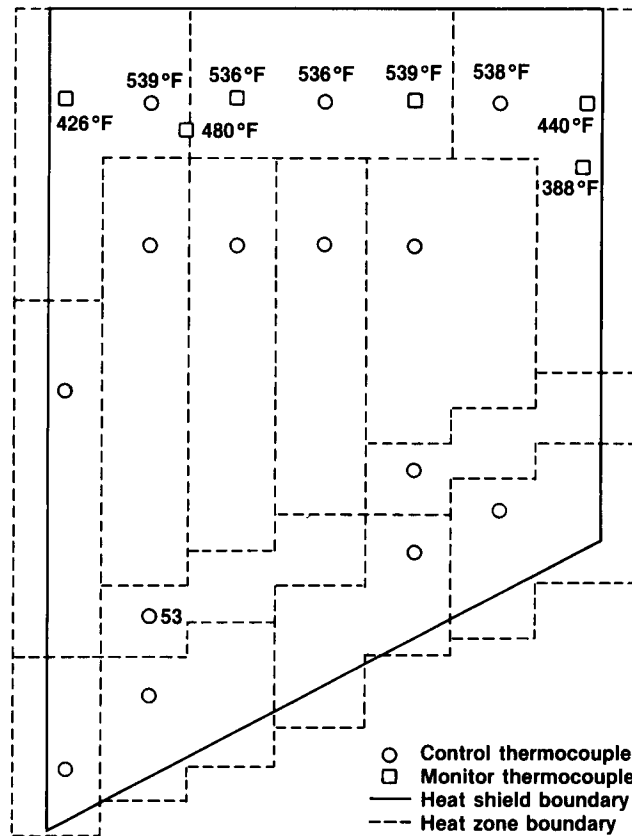 539°F 536°F 536°F 539°F 538°F
426°F 480°F 440°F
388°F
53
Control thermocouple
Monitor thermocouple
Heat shield boundary
Heat zone boundary